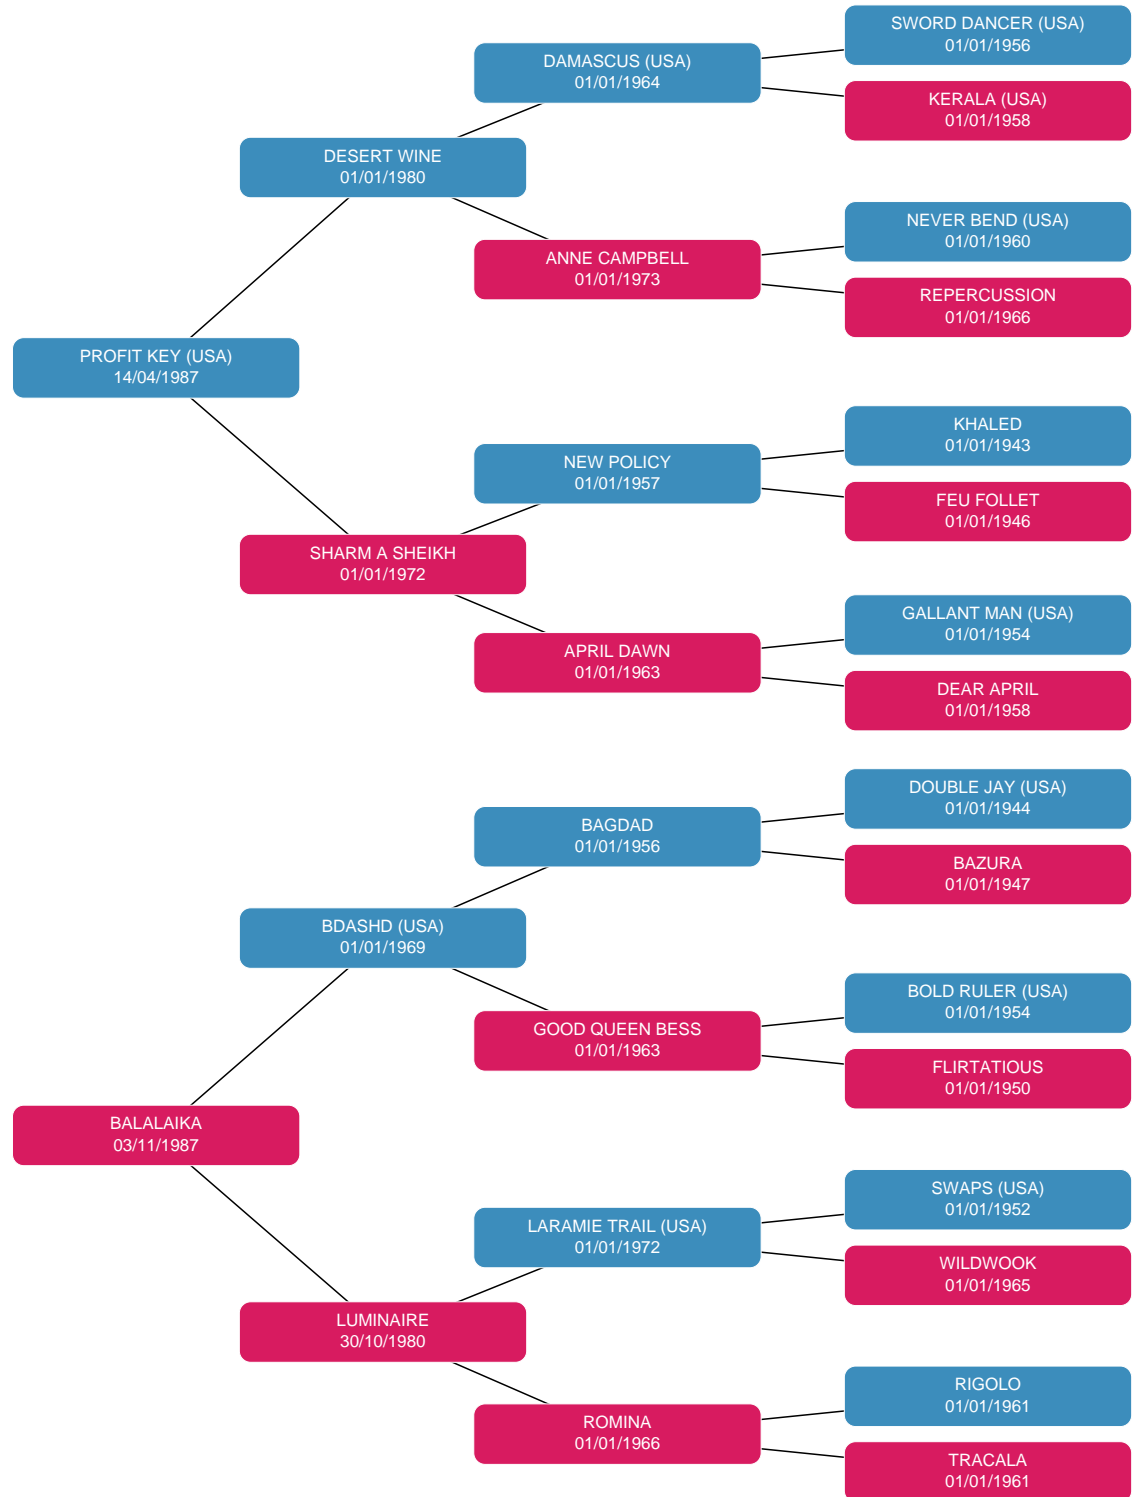 SWORD DANCER (USA)
01/01/1956
DAMASCUS (USA)
01/01/1964
KERALA (USA)
01/01/1958
DESERT WINE
01/01/1980
NEVER BEND (USA)
01/01/1960
ANNE CAMPBELL
01/01/1973
REPERCUSSION
01/01/1966
PROFIT KEY (USA)
14/04/1987
KHALED
01/01/1943
NEW POLICY
01/01/1957
FEU FOLLET
01/01/1946
SHARM A SHEIKH
01/01/1972
GALLANT MAN (USA)
01/01/1954
APRIL DAWN
01/01/1963
DEAR APRIL
01/01/1958
DOUBLE JAY (USA)
01/01/1944
BAGDAD
01/01/1956
BAZURA
01/01/1947
BDASHD (USA)
01/01/1969
BOLD RULER (USA)
01/01/1954
GOOD QUEEN BESS
01/01/1963
FLIRTATIOUS
01/01/1950
BALALAIKA
03/11/1987
SWAPS (USA)
01/01/1952
LARAMIE TRAIL (USA)
01/01/1972
WILDWOOK
01/01/1965
LUMINAIRE
30/10/1980
RIGOLO
01/01/1961
ROMINA
01/01/1966
TRACALA
01/01/1961